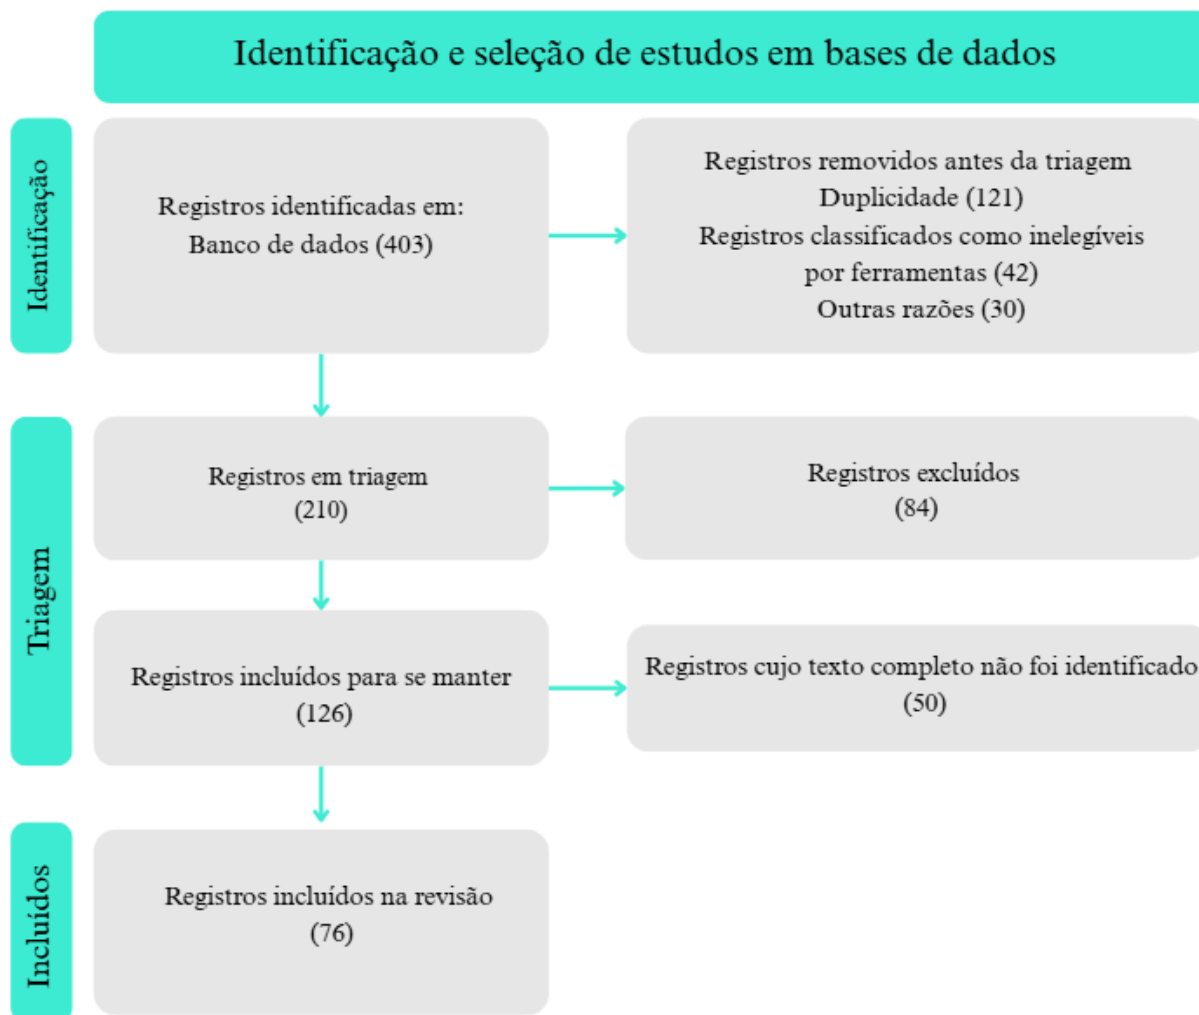 Identificação e seleção de estudos em bases de dados
Identificação
Registros identificadas em:
Banco de dados (403)
Registros removidos antes da triagem
Duplicidade (121)
Registros classificados como inelegíveis
por ferramentas (42)
Outras razões (30)
Triagem
Registros em triagem
(210)
Registros excluídos
(84)
Registros incluídos para se manter
(126)
Registros cujo texto completo não foi identificado
(50)
Incluídos
Registros incluídos na revisão
(76)